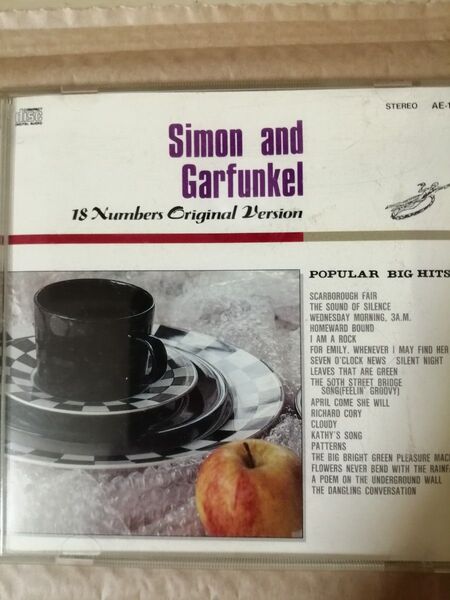 COMPACT
disc
DIGITAL AUDIO
STEREO AE-1
Simon and
Garfunkel
18 Numbers Original Version
POPULAR BIG HITS
SCARBOROUGH FAIR
THE SOUND OF SILENCE
WEDNESDAY MORNING, 3A.M.
HOMEWARD BOUND
I AM A ROCK
FOR EMILY. WHENEVER I MAY FIND HER
SEVEN O'CLOCK NEWS / SILENT NIGHT
LEAVES THAT ARE GREEN
THE 50TH STREET BRIDGE
SONG(FEELIN' GROOVY)
APRIL COME SHE WILL
RICHARD CORY
CLOUDY
KATHY'S SONG
PATTERNS
THE BIG BRIGHT GREEN PLEASURE MAC
FLOWERS NEVER BEND WITH THE RAINFA
A POEM ON THE UNDERGROUND WALL
THE DANGLING CONVERSATION